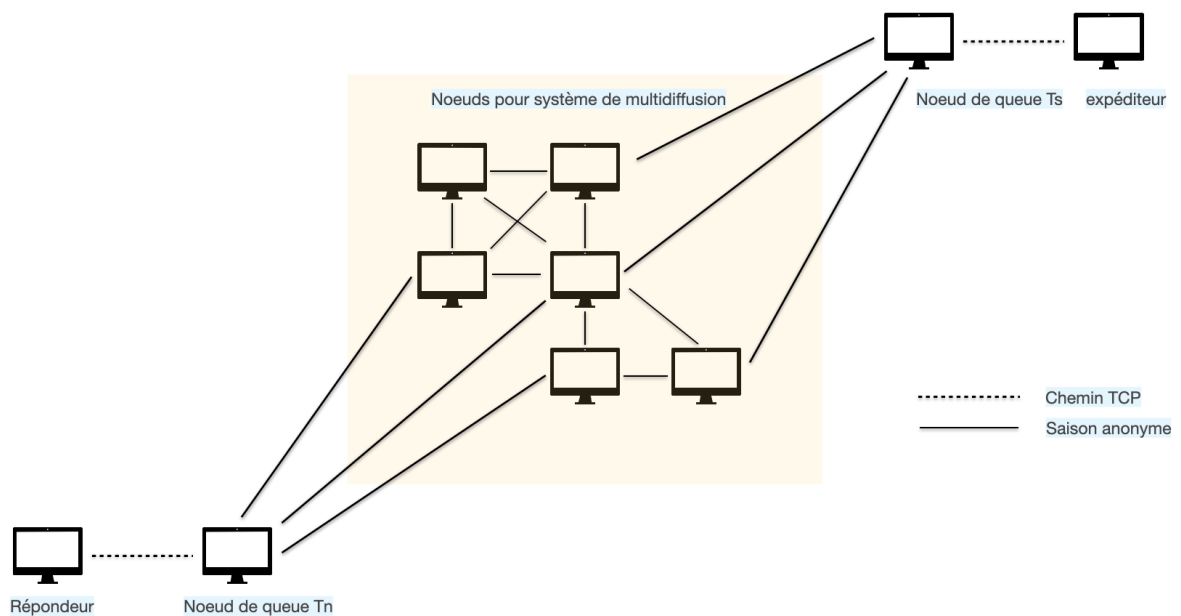 Noeuds pour système de multidiffusion
Noeud de queue Ts
expéditeur
Chemin TCP
Saison anonyme
Répondeur
Noeud de queue Tn